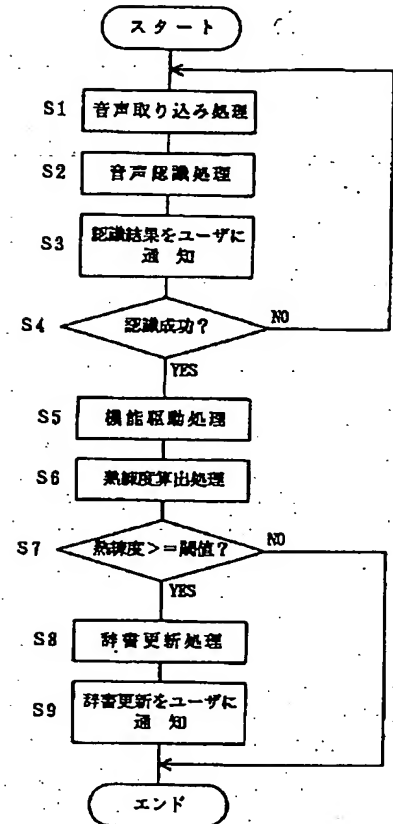 スタート
S1 音声取り込み処理
S2 音声認識処理
S3 認識結果をユーザに
通 知
S4 認識成功?
NO
YES
S5 機能駆動処理
S6 熟練度算出処理
S7 熟練度>=閾値?
NO
YES
S8 辞書更新処理
S9 辞書更新をユーザに
通 知
エンド